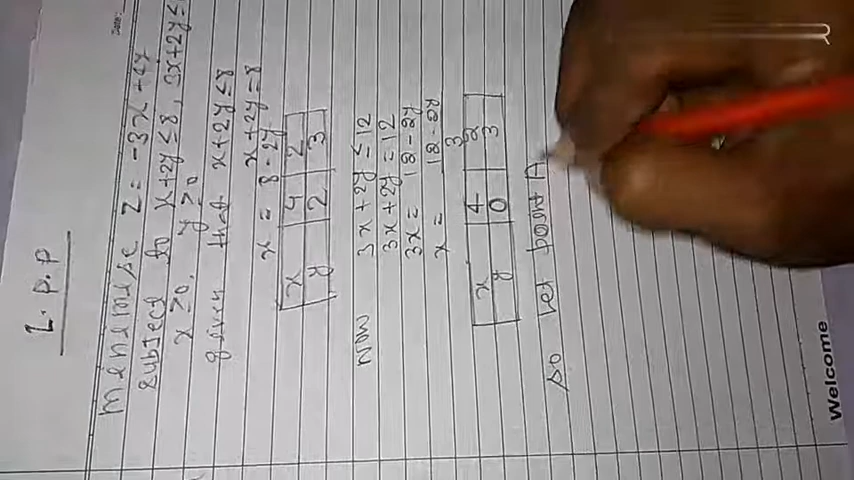 L.P.P
menemise Z = -3x + 4y
subject to x+2y ≤ 8, 3x+2y ≤
x ≥ 0, y ≥ 0
given that x+2y ≤ 8
x+2y = 8
x = 8 - 2y
x 4 2
y 2 3
Now 3x+2y ≤ 12
3x+2y = 12
3x = 12 - 2y
x = 12 - 2y
3
x 4 2
y 0 3
so let point A
Welcome